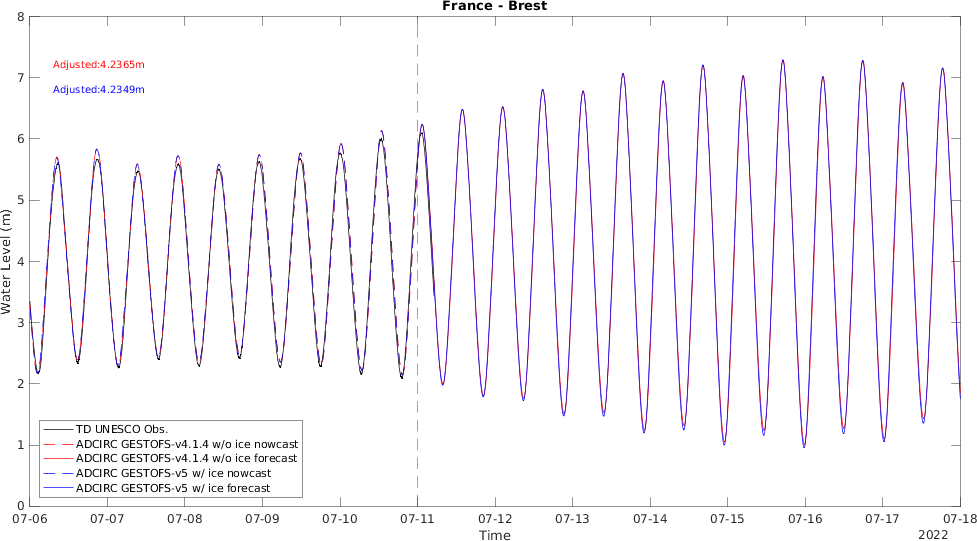 France - Brest
Adjusted:4.2365m
Adjusted:4.2349m
Water Level (m)
8
7
6
5
4
3
2
1
0
TD UNESCO Obs.
ADCIRC GESTOFS-v4.1.4 w/o ice nowcast
ADCIRC GESTOFS-v4.1.4 w/o ice forecast
ADCIRC GESTOFS-v5 w/ ice nowcast
ADCIRC GESTOFS-v5 w/ ice forecast
07-06 07-07 07-08 07-09 07-10 07-11 07-12 07-13 07-14 07-15 07-16 07-17 07-18
Time
2022